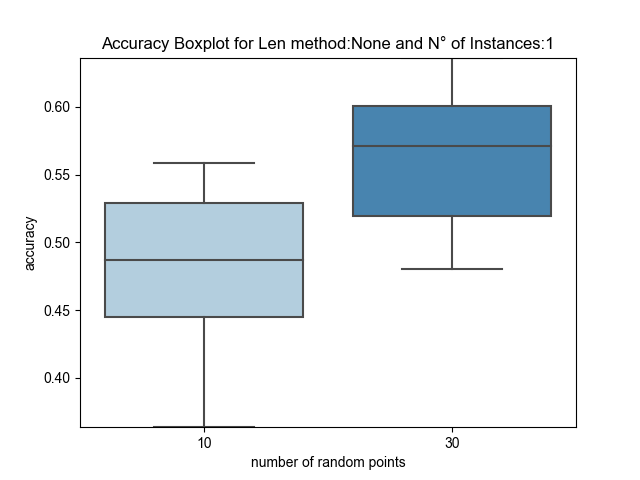 Accuracy Boxplot for Len method:None and N° of Instances:1
0.60
0.55
0.50
0.45
0.40
accuracy
10
30
number of random points